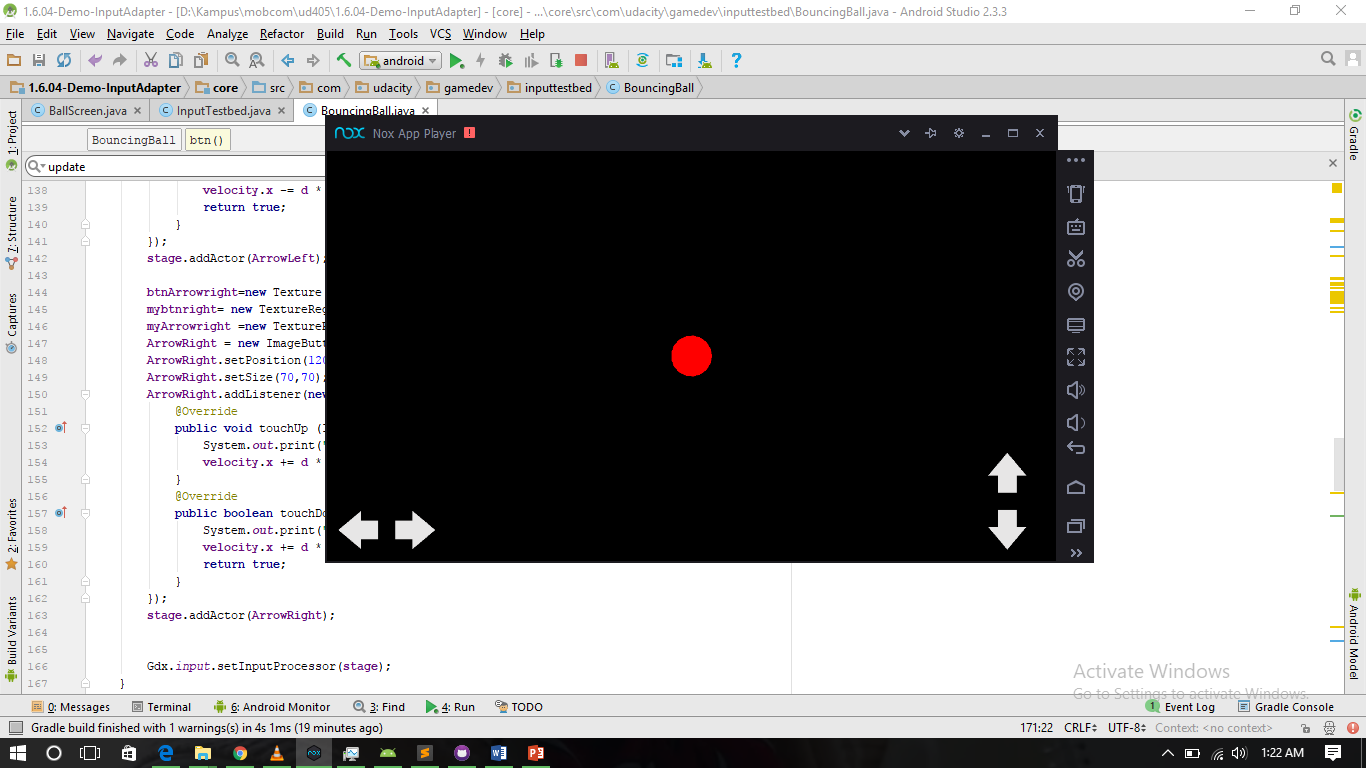 1.6.04-Demo-InputAdapter - [D:\Kampus\mobcom\ud405\1.6.04-Demo-InputAdapter] - [core] - ...\core\src\com\udacity\gamedev\inputtestbed\BouncingBall.java - Android Studio 2.3.3
File Edit View Navigate Code Analyze Refactor Build Run Tools VCS Window Help
android
1.6.04-Demo-InputAdapter core src com udacity gamedev inputtestbed BouncingBall
BallScreen.java InputTestbed.java BouncingBall.java
nox Nox App Player
BouncingBall btn()
update
1: Project
7: Structure
Captures
2: Favorites
Build Variants
138 velocity.x -= d *
139 return true;
140 }
141 });
142 stage.addActor(ArrowLeft);
143
144 btnArrowright=new Texture
145 mybtnright= new TextureReg
146 myArrowright =new TextureR
147 ArrowRight = new ImageButt
148 ArrowRight.setPosition(120
149 ArrowRight.setSize(70,70);
150 ArrowRight.addListener(new
151 @Override
152 public void touchUp (I
153 System.out.print("
154 velocity.x += d *
155 }
156 @Override
157 public boolean touchDo
158 System.out.print("
159 velocity.x += d *
160 return true;
161 }
162 });
163 stage.addActor(ArrowRight);
164
165
166 Gdx.input.setInputProcessor(stage);
167 }
Gradle
Android Model
Activate Windows
Go to Settings to activate Windows.
0: Messages Terminal 6: Android Monitor 3: Find 4: Run TODO 1 Event Log Gradle Console
Gradle build finished with 1 warnings(s) in 4s 1ms (19 minutes ago) 171:22 CRLF UTF-8 Context: <no context>
nox 1:22 AM